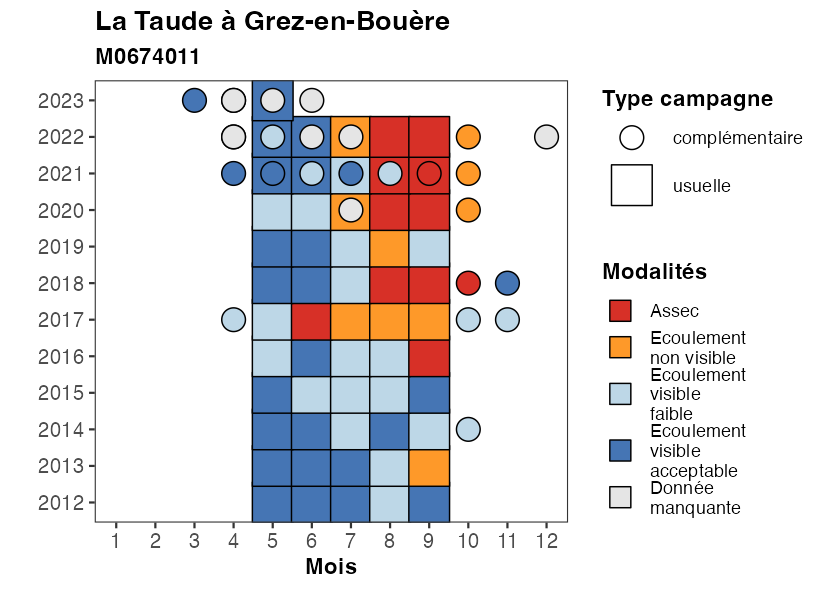 La Taude à Grez-en-Bouère
M0674011
2023
2022
2021
2020
2019
2018
2017
2016
2015
2014
2013
2012
1 2 3 4 5 6 7 8 9 10 11 12
Mois
Type campagne
complémentaire
usuelle
Modalités
Assec
Ecoulement
non visible
Ecoulement
visible
faible
Ecoulement
visible
acceptable
Donnée
manquante